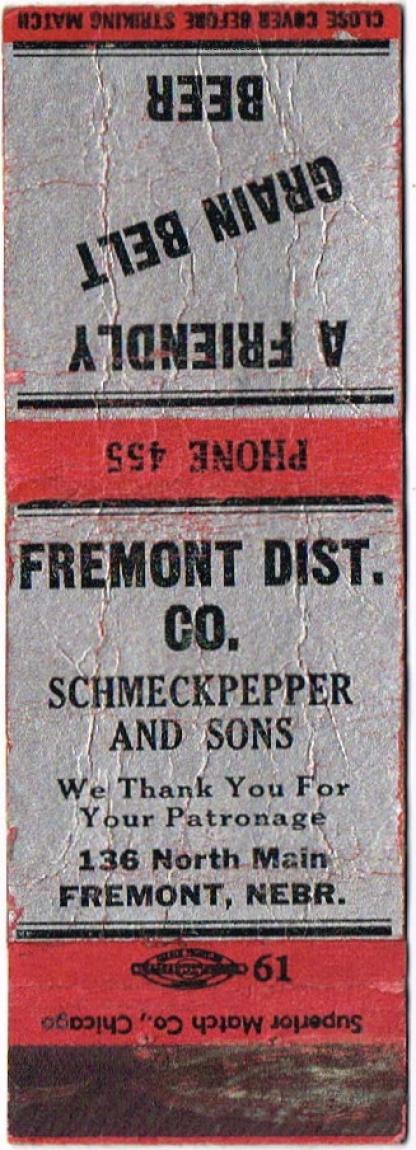 CLOSE COVER BEFORE STRIKING MATCH
A FRIENDLY
GRAIN BELT
BEER
PHONE 455
FREMONT DIST.
CO.
SCHMECKPEPPER
AND SONS
We Thank You For
Your Patronage
136 North Main
FREMONT, NEBR.
61
Superior Match Co., Chicago